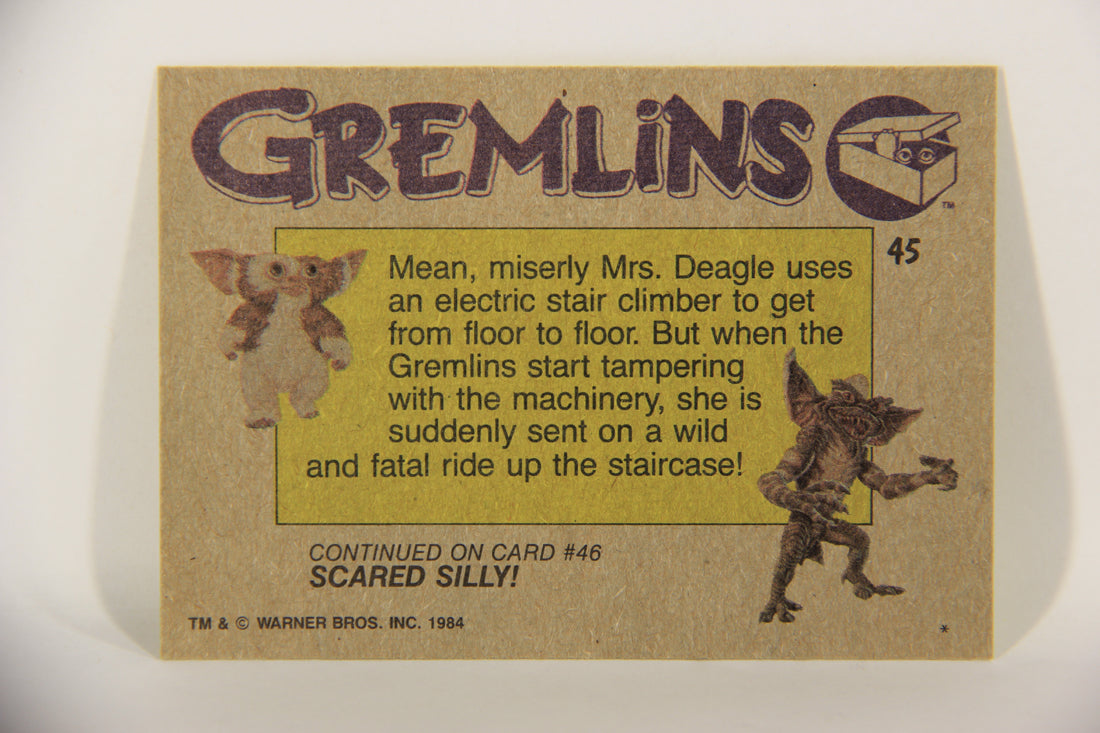 GREMLiNS
TM
45
Mean, miserly Mrs. Deagle uses
an electric stair climber to get
from floor to floor. But when the
Gremlins start tampering
with the machinery, she is
suddenly sent on a wild
and fatal ride up the staircase!
CONTINUED ON CARD #46
SCARED SILLY!
TM & © WARNER BROS. INC. 1984
*